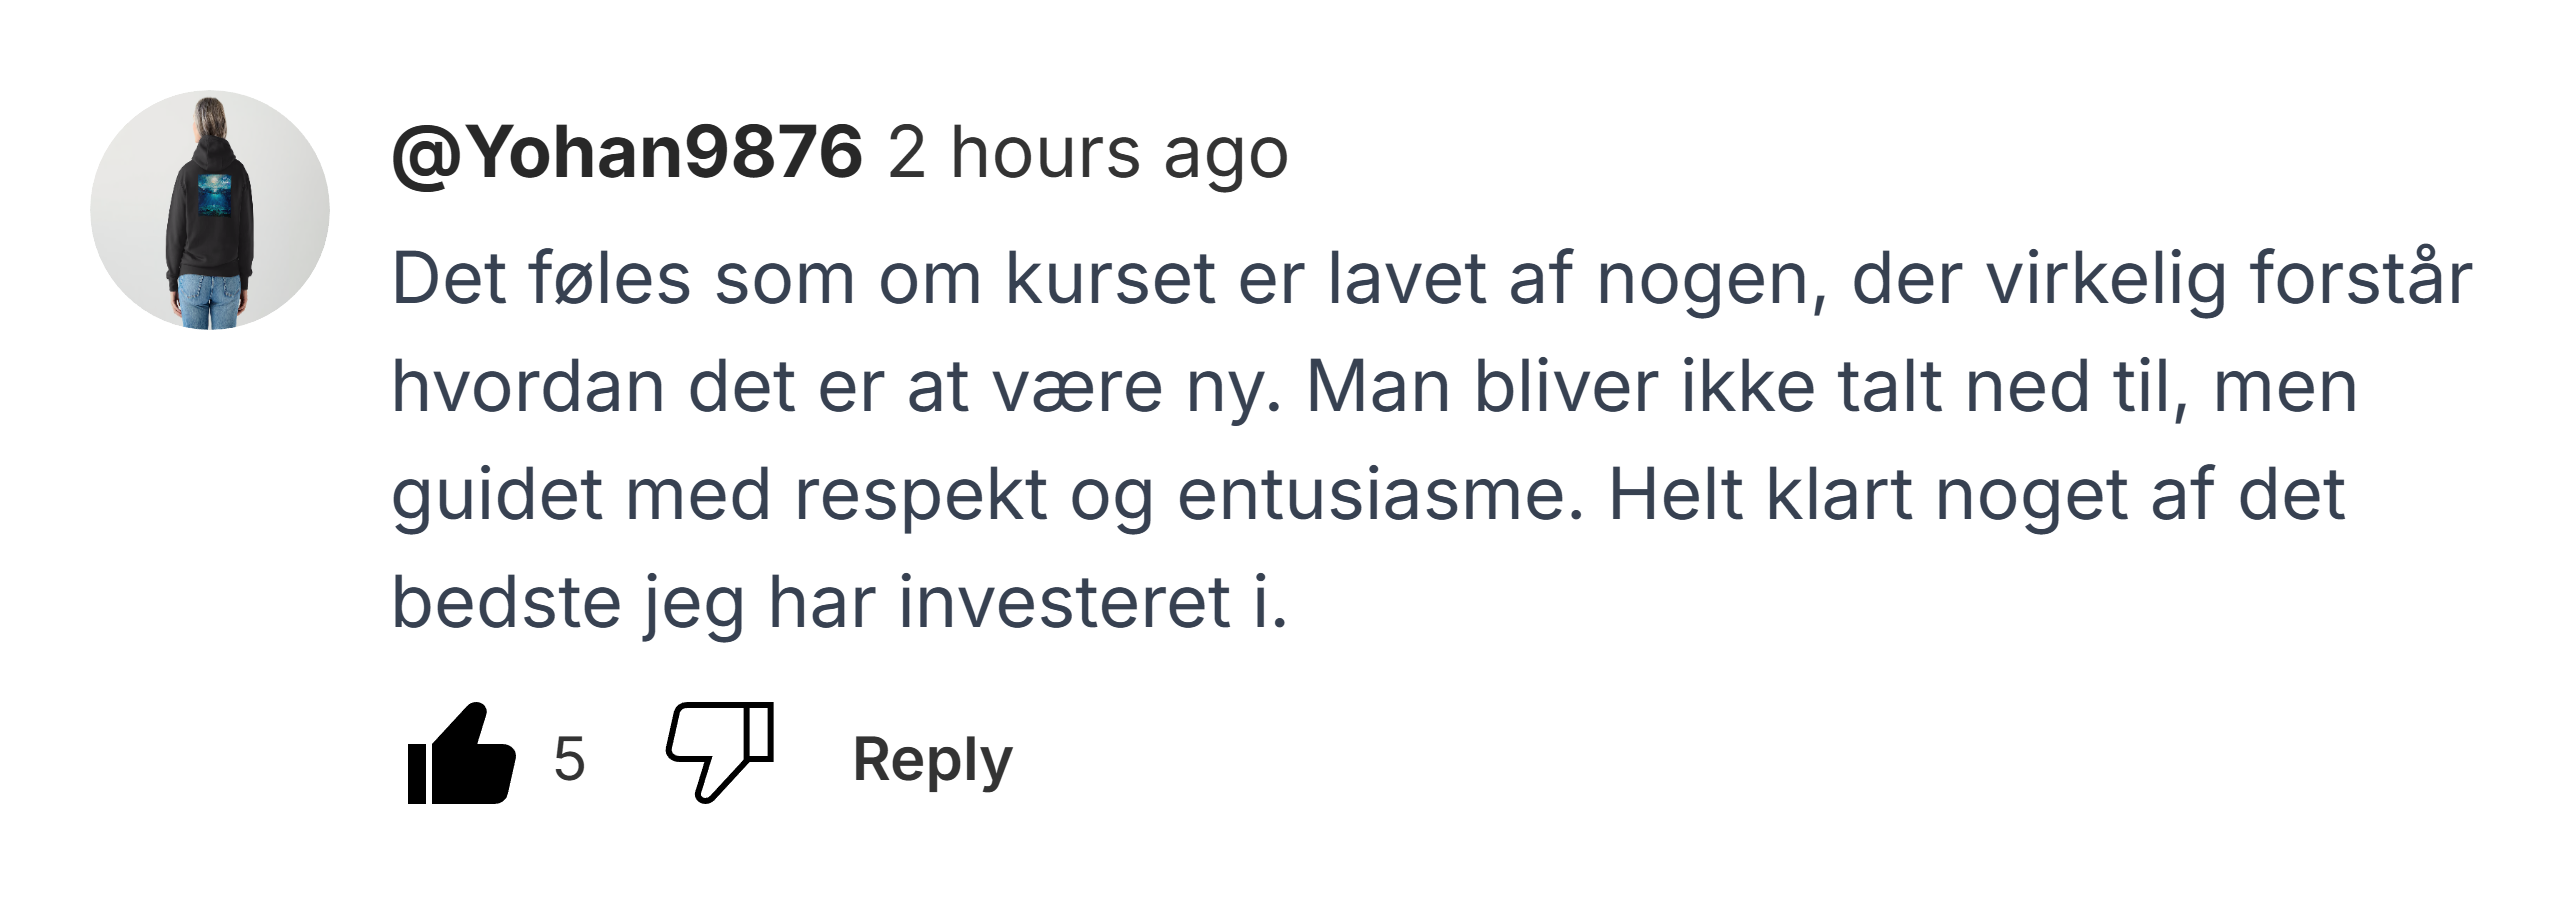 @Yohan9876 2 hours ago
Det føles som om kurset er lavet af nogen, der virkelig forstår
hvordan det er at være ny. Man bliver ikke talt ned til, men
guidet med respekt og entusiasme. Helt klart noget af det
bedste jeg har investeret i.
5 Reply